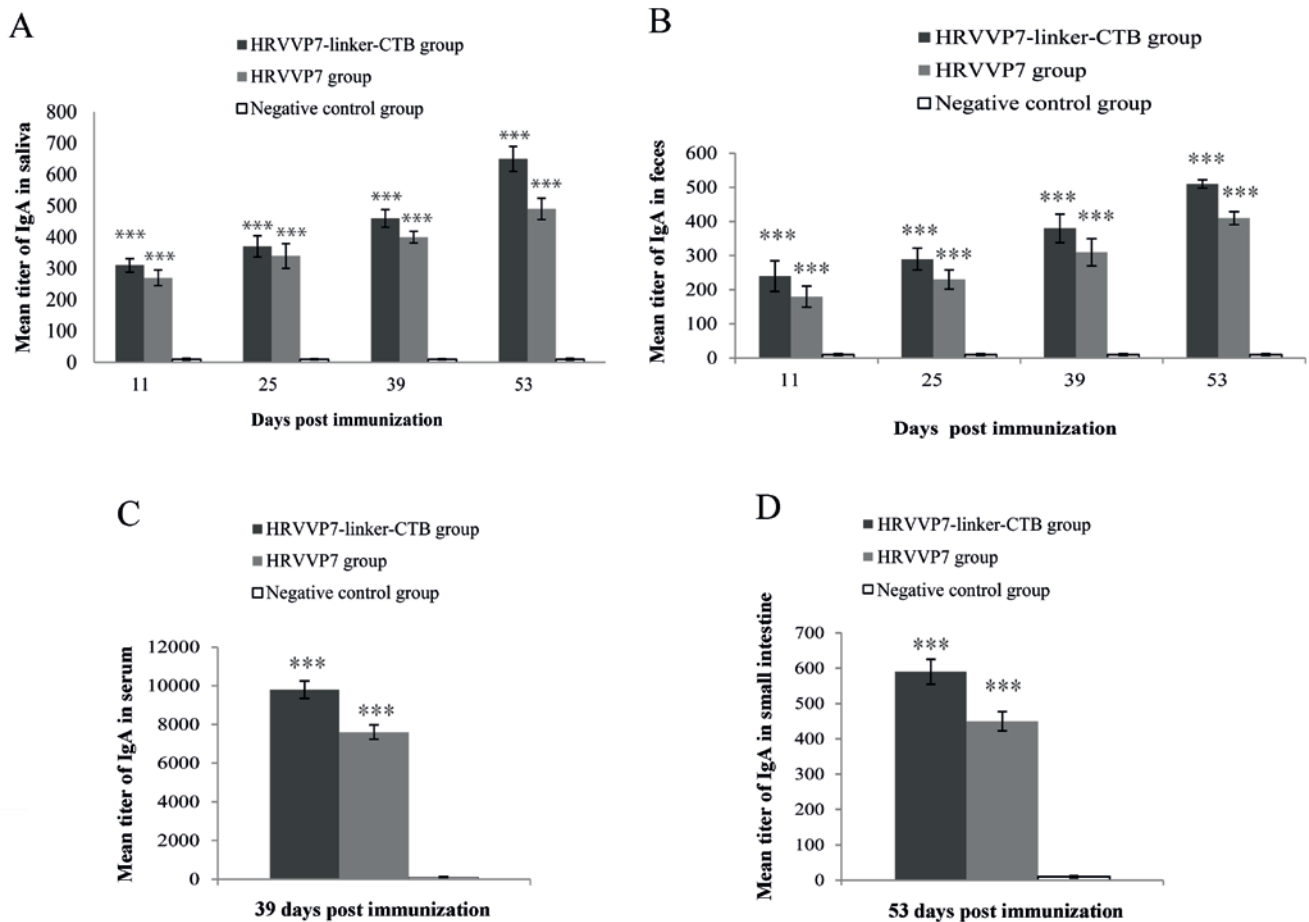 A
HRVVP7-linker-CTB group
HRVVP7 group
Negative control group
Mean titer of IgA in saliva
800
700
600
500
400
300
200
100
0
***
***
***
***
***
***
***
***
11
25
39
53
Days post immunization
B
HRVVP7-linker-CTB group
HRVVP7 group
Negative control group
Mean titer of IgA in feces
600
500
400
300
200
100
0
***
***
***
***
***
***
***
***
11
25
39
53
Days post immunization
C
HRVVP7-linker-CTB group
HRVVP7 group
Negative control group
Mean titer of IgA in serum
12000
10000
8000
6000
4000
2000
0
***
***
39 days post immunization
D
HRVVP7-linker-CTB group
HRVVP7 group
Negative control group
Mean titer of IgA in small intestine
700
600
500
400
300
200
100
0
***
***
53 days post immunization